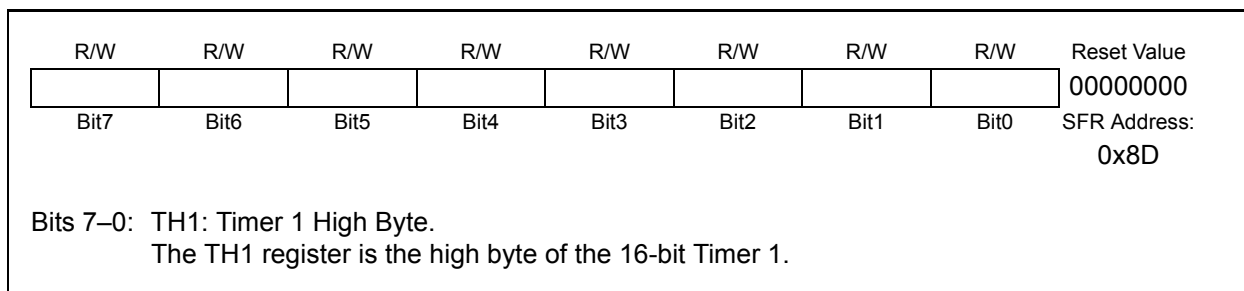 R/W R/W R/W R/W R/W R/W R/W R/W Reset Value
00000000
Bit7 Bit6 Bit5 Bit4 Bit3 Bit2 Bit1 Bit0 SFR Address:
0x8D
Bits 7–0: TH1: Timer 1 High Byte.
The TH1 register is the high byte of the 16-bit Timer 1.